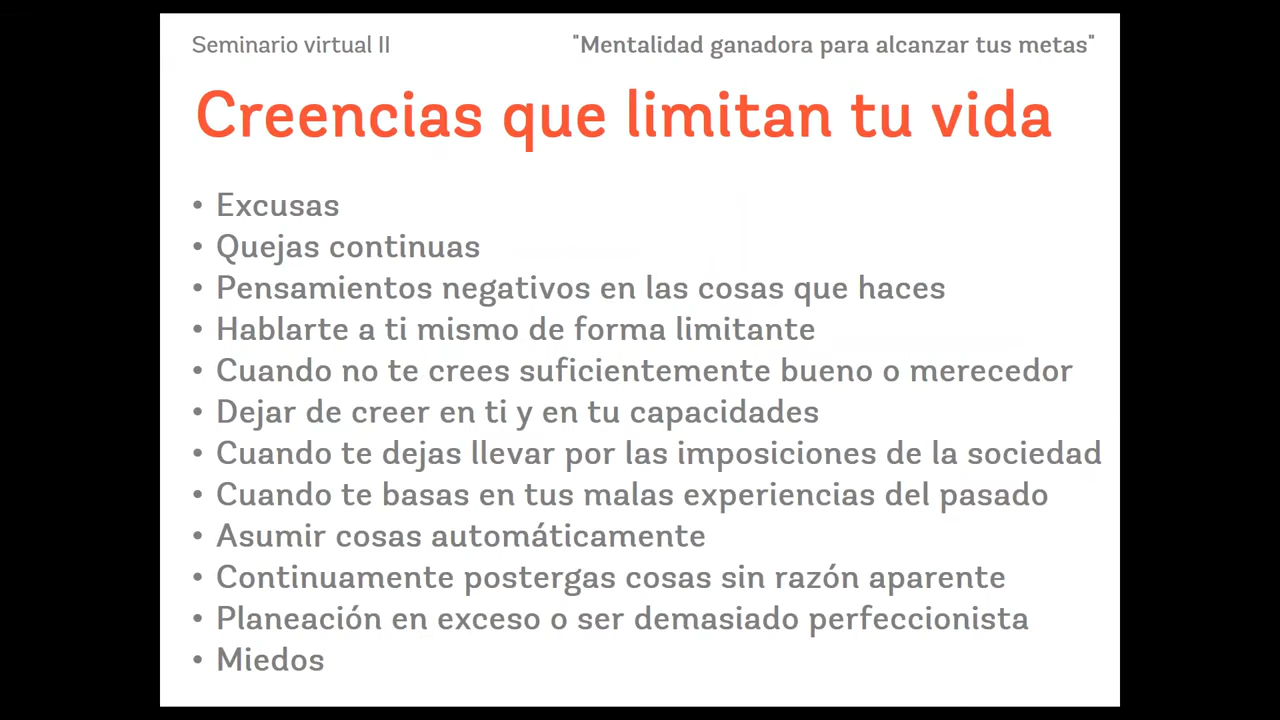 Seminario virtual II
"Mentalidad ganadora para alcanzar tus metas"
Creencias que limitan tu vida
• Excusas
• Quejas continuas
• Pensamientos negativos en las cosas que haces
• Hablarte a ti mismo de forma limitante
• Cuando no te crees suficientemente bueno o merecedor
• Dejar de creer en ti y en tu capacidades
• Cuando te dejas llevar por las imposiciones de la sociedad
• Cuando te basas en tus malas experiencias del pasado
• Asumir cosas automáticamente
• Continuamente postergas cosas sin razón aparente
• Planeación en exceso o ser demasiado perfeccionista
• Miedos